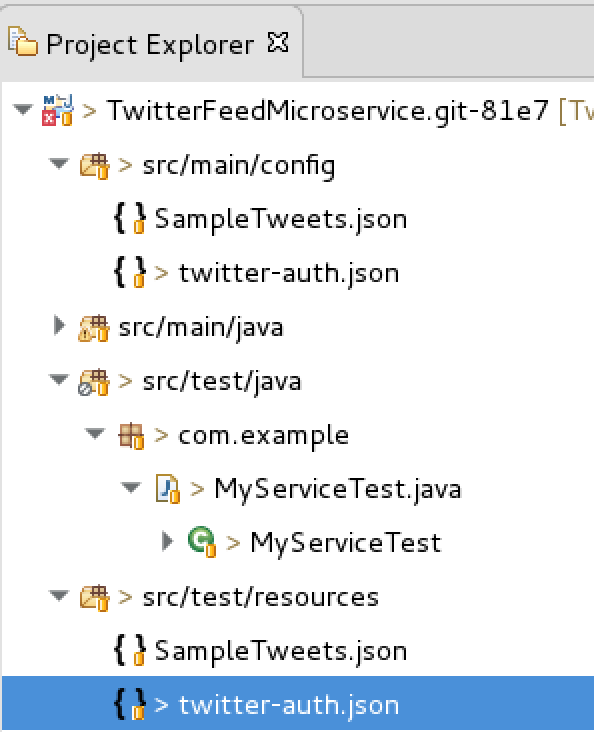 Project Explorer
> TwitterFeedMicroservice.git-81e7 [Tw
> src/main/config
{} SampleTweets.json
{} > twitter-auth.json
src/main/java
> src/test/java
> com.example
J > MyServiceTest.java
C > MyServiceTest
> src/test/resources
{} SampleTweets.json
{} > twitter-auth.json